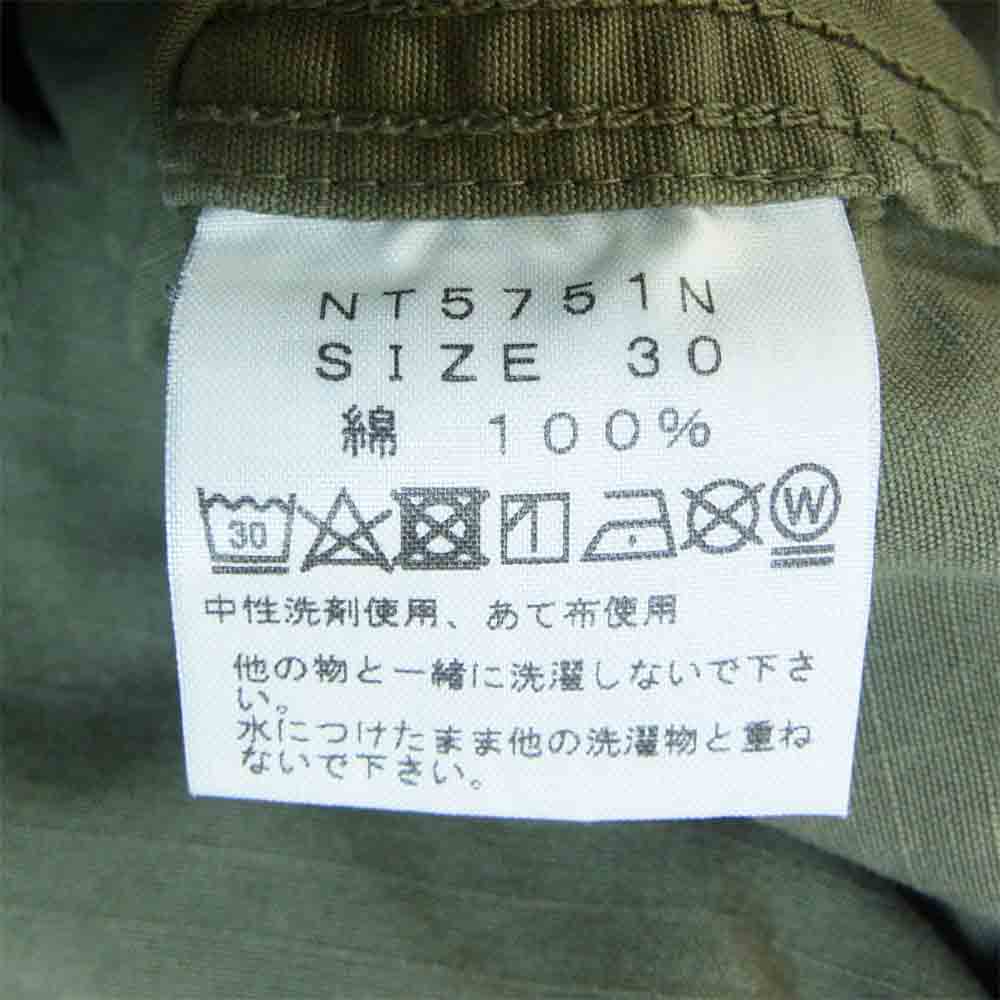 NT5751N
SIZE 30
綿 100%
30 W
中性洗剤使用、あて布使用
他の物と一緒に洗濯しないで下さ
い。
水につけたまま他の洗濯物と重ね
ないで下さい。